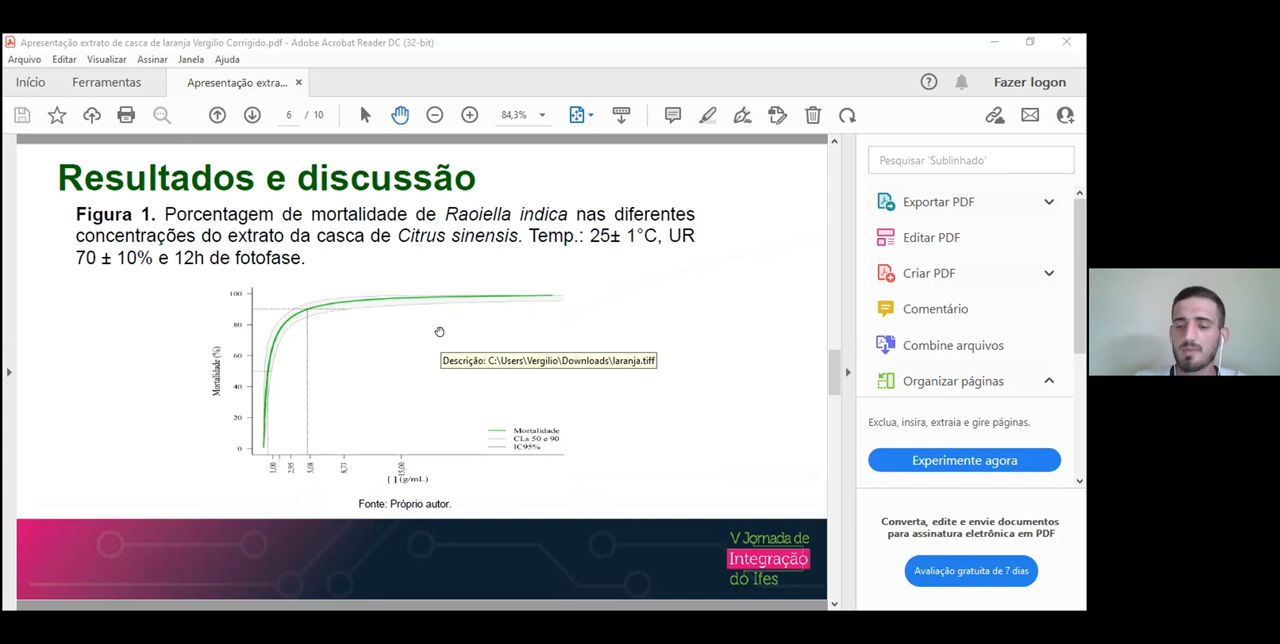 Apresentação extrato de casca de laranja Vergilio Corrigido.pdf - Adobe Acrobat Reader DC (32-bit)
Arquivo Editar Visualizar Assinar Janela Ajuda
Início Ferramentas Apresentação extra... × Fazer logon
6 / 10 84,3%
Resultados e discussão
Figura 1. Porcentagem de mortalidade de Raoiella indica nas diferentes
concentrações do extrato da casca de Citrus sinensis. Temp.: 25± 1°C, UR
70 ± 10% e 12h de fotofase.
100
80
60
40
20
0
Mortalidade (%)
Descrição: C:\Users\Vergilio\Downloads\laranja.tiff
Mortalidade
CLs 50 e 90
IC95%
1,00 2,95 5,08 8,73 15,00
[ ] (g/mL)
Fonte: Próprio autor.
V Jornada de
Integração
do Ifes
Pesquisar 'Sublinhado'
Exportar PDF
Editar PDF
Criar PDF
Comentário
Combine arquivos
Organizar páginas
Exclua, insira, extraia e gire páginas.
Experimente agora
Converta, edite e envie documentos
para assinatura eletrônica em PDF
Avaliação gratuita de 7 dias